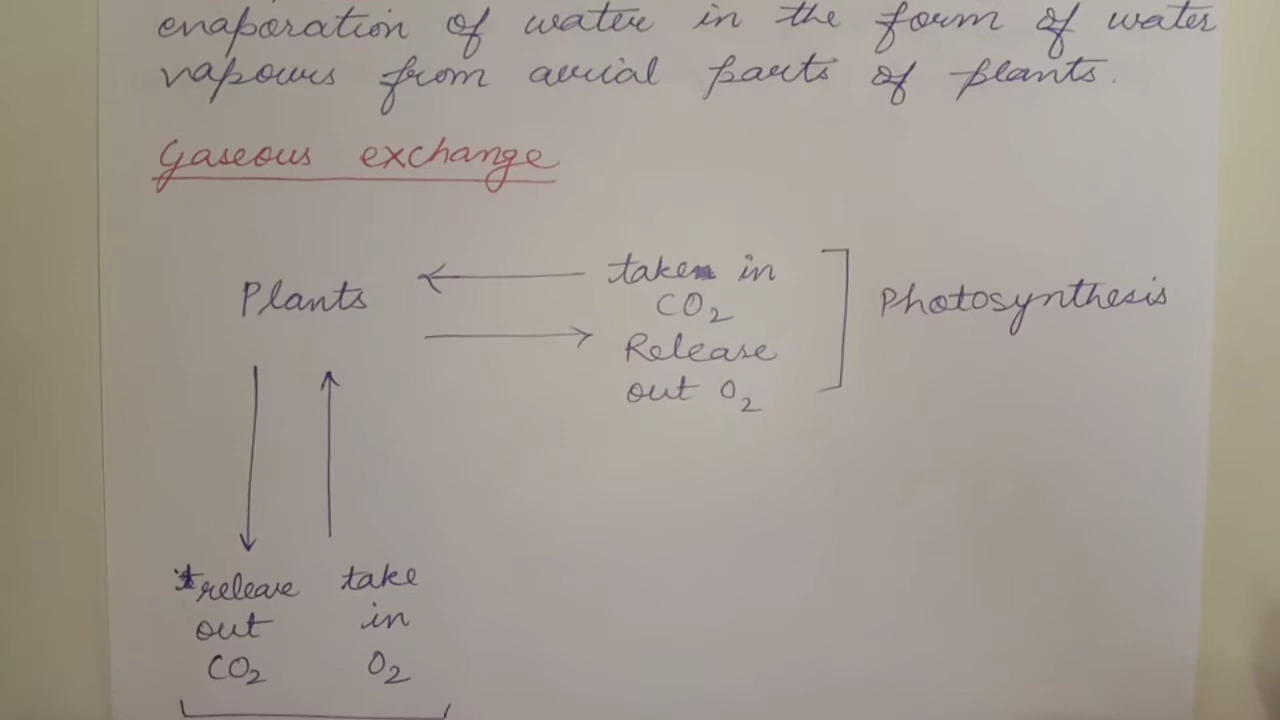 evaporation of water in the form of water
vapours from aerial parts of plants.
Gaseous exchange
Plants
take in
CO2
Release
out O2
Photosynthesis
release
out
CO2
take
in
O2